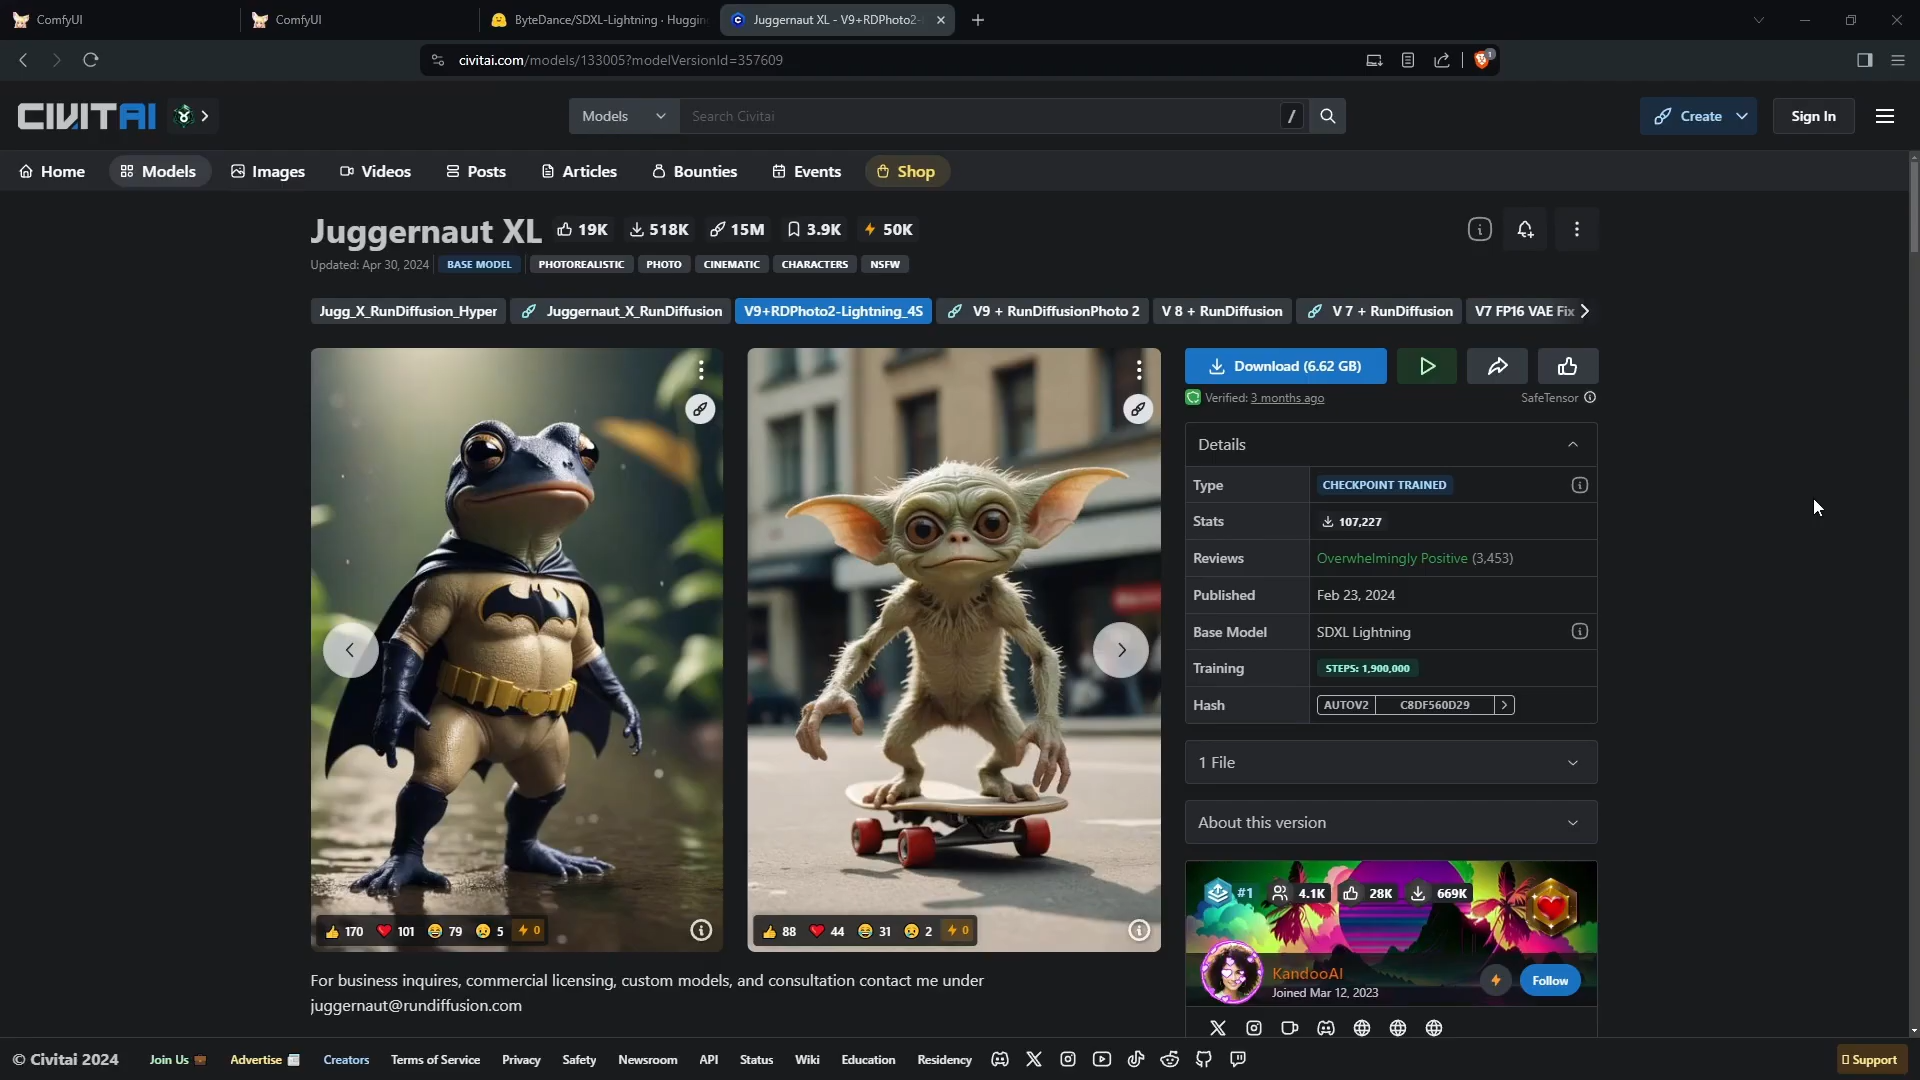 ComfyUI
ComfyUI
ByteDance/SDXL-Lightning · Huggin
Juggernaut XL - V9+RDPhoto2-
civitai.com/models/133005?modelVersionId=357609
1
CIVITAI
Models
Search Civitai
/
Create
Sign In
Home
Models
Images
Videos
Posts
Articles
Bounties
Events
Shop
Juggernaut XL
19K
518K
15M
3.9K
50K
Updated: Apr 30, 2024
BASE MODEL
PHOTOREALISTIC
PHOTO
CINEMATIC
CHARACTERS
NSFW
Jugg_X_RunDiffusion_Hyper
Juggernaut_X_RunDiffusion
V9+RDPhoto2-Lightning_4S
V9 + RunDiffusionPhoto 2
V 8 + RunDiffusion
V 7 + RunDiffusion
V7 FP16 VAE Fix
Download (6.62 GB)
Verified: 3 months ago
SafeTensor
Details
Type
CHECKPOINT TRAINED
Stats
107,227
Reviews
Overwhelmingly Positive (3,453)
Published
Feb 23, 2024
Base Model
SDXL Lightning
Training
STEPS: 1,900,000
Hash
AUTOV2
C8DF560D29
1 File
About this version
#1
4.1K
28K
669K
KandooAI
Joined Mar 12, 2023
Follow
170
101
79
5
0
88
44
31
2
0
For business inquires, commercial licensing, custom models, and consultation contact me under
juggernaut@rundiffusion.com
© Civitai 2024
Join Us
Advertise
Creators
Terms of Service
Privacy
Safety
Newsroom
API
Status
Wiki
Education
Residency
Support